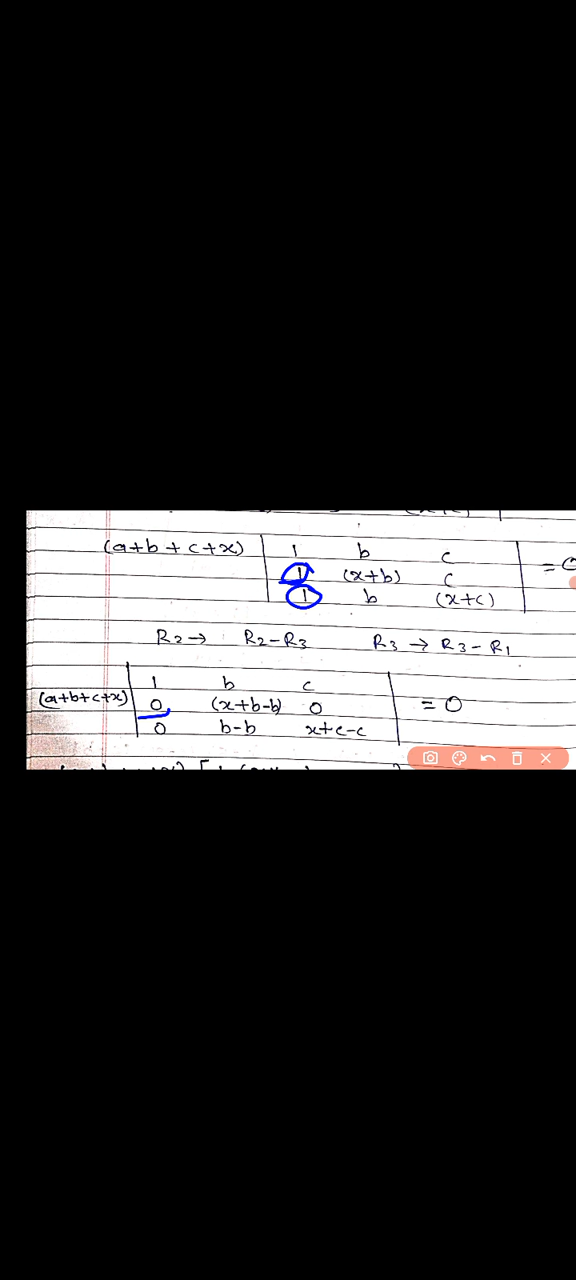 (a+b+c+x) | 1 b c | = 0
1 (x+b) c
1 b (x+c)
R2 → R2-R3 R3 → R3-R1
1 b c
(a+b+c+x) | 0 (x+b-b) 0 | = 0
0 b-b x+c-c